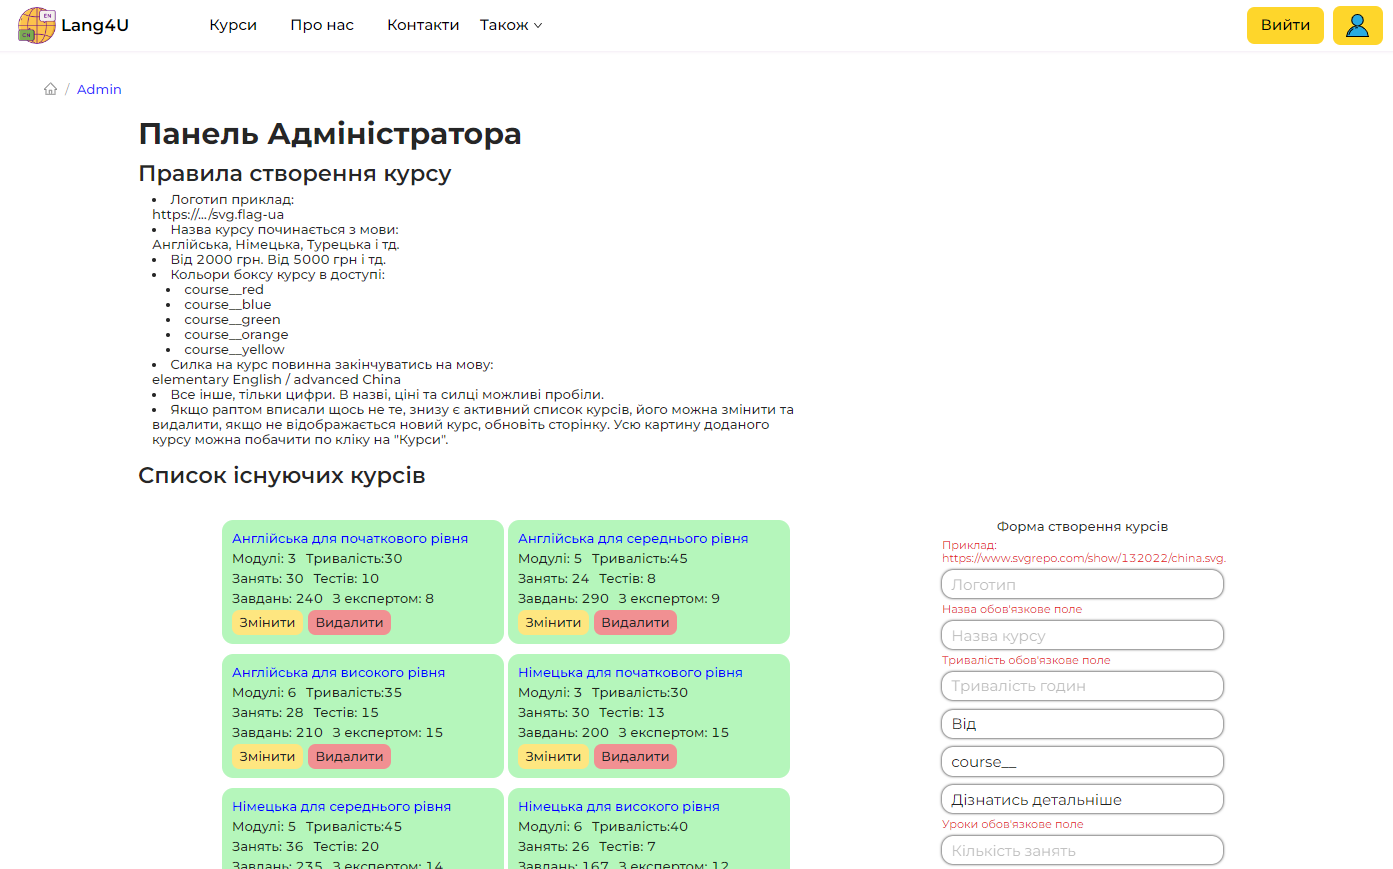 EN
CN
Lang4U
Курси
Про нас
Контакти
Також
Вийти
/ Admin
Панель Адміністратора
Правила створення курсу
• Логотип приклад:
https://.../svg.flag-ua
• Назва курсу починається з мови:
Англійська, Німецька, Турецька і тд.
• Від 2000 грн. Від 5000 грн і тд.
• Кольори боксу курсу в доступі:
• course__red
• course__blue
• course__green
• course__orange
• course__yellow
• Силка на курс повинна закінчуватись на мову:
elementary English / advanced China
• Все інше, тільки цифри. В назві, ціні та силці можливі пробіли.
• Якщо раптом вписали щось не те, знизу є активний список курсів, його можна змінити та
видалити, якщо не відображається новий курс, обновіть сторінку. Усю картину доданого
курсу можна побачити по кліку на "Курси".
Список існуючих курсів
Англійська для початкового рівня
Модулі: 3 Тривалість:30
Занять: 30 Тестів: 10
Завдань: 240 З експертом: 8
Змінити Видалити
Англійська для середнього рівня
Модулі: 5 Тривалість:45
Занять: 24 Тестів: 8
Завдань: 290 З експертом: 9
Змінити Видалити
Англійська для високого рівня
Модулі: 6 Тривалість:35
Занять: 28 Тестів: 15
Завдань: 210 З експертом: 15
Змінити Видалити
Німецька для початкового рівня
Модулі: 3 Тривалість:30
Занять: 30 Тестів: 13
Завдань: 200 З експертом: 15
Змінити Видалити
Німецька для середнього рівня
Модулі: 5 Тривалість:45
Занять: 36 Тестів: 20
Завдань: 235 З експертом: 14
Німецька для високого рівня
Модулі: 6 Тривалість:40
Занять: 26 Тестів: 7
Завдань: 167 З експертом: 12
Форма створення курсів
Приклад:
https://www.svgrepo.com/show/132022/china.svg.
Логотип
Назва обов'язкове поле
Назва курсу
Тривалість обов'язкове поле
Тривалість годин
Від
course__
Дізнатись детальніше
Уроки обов'язкове поле
Кількість занять